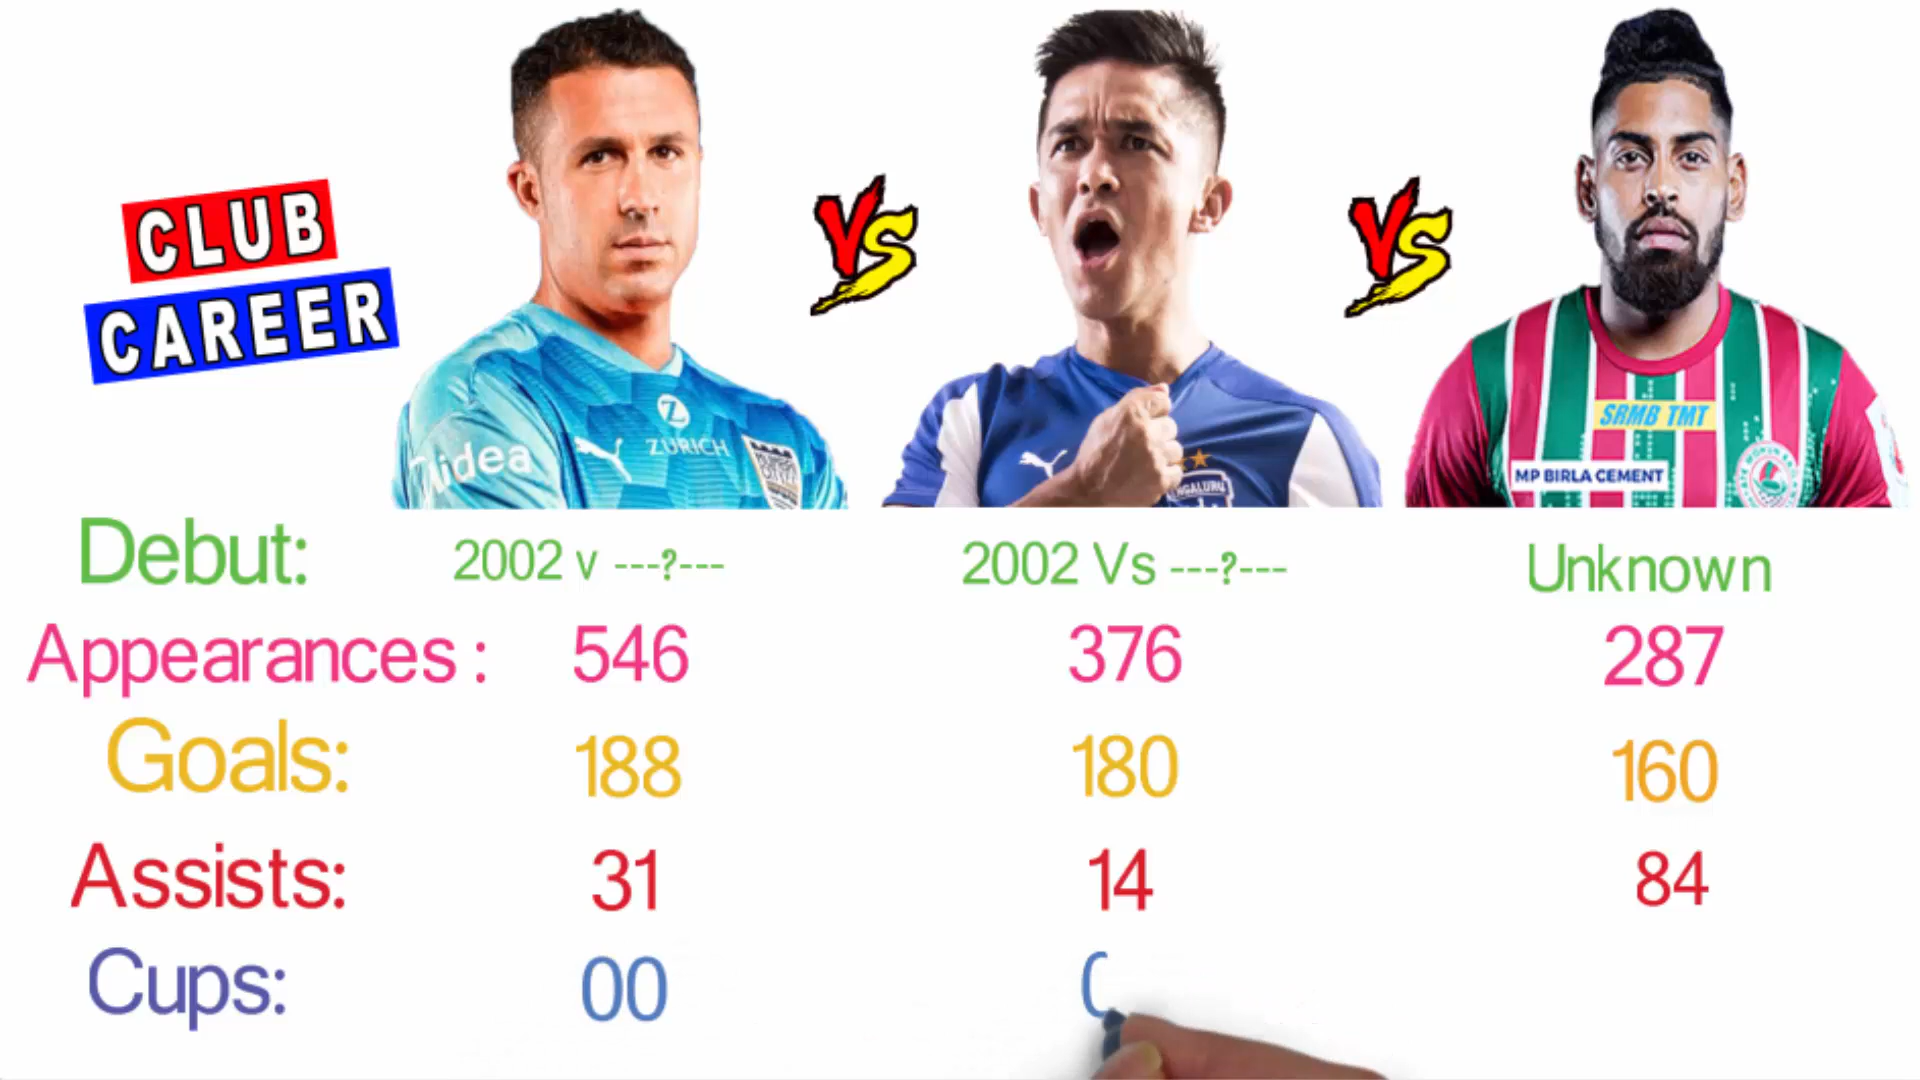 CLUB
CAREER
VS
VS
Midea
Z
ZURICH
SRMB TMT
MP BIRLA CEMENT
Debut: 2002 v ---?--- 2002 Vs ---?--- Unknown
Appearances : 546 376 287
Goals: 188 180 160
Assists: 31 14 84
Cups: 00